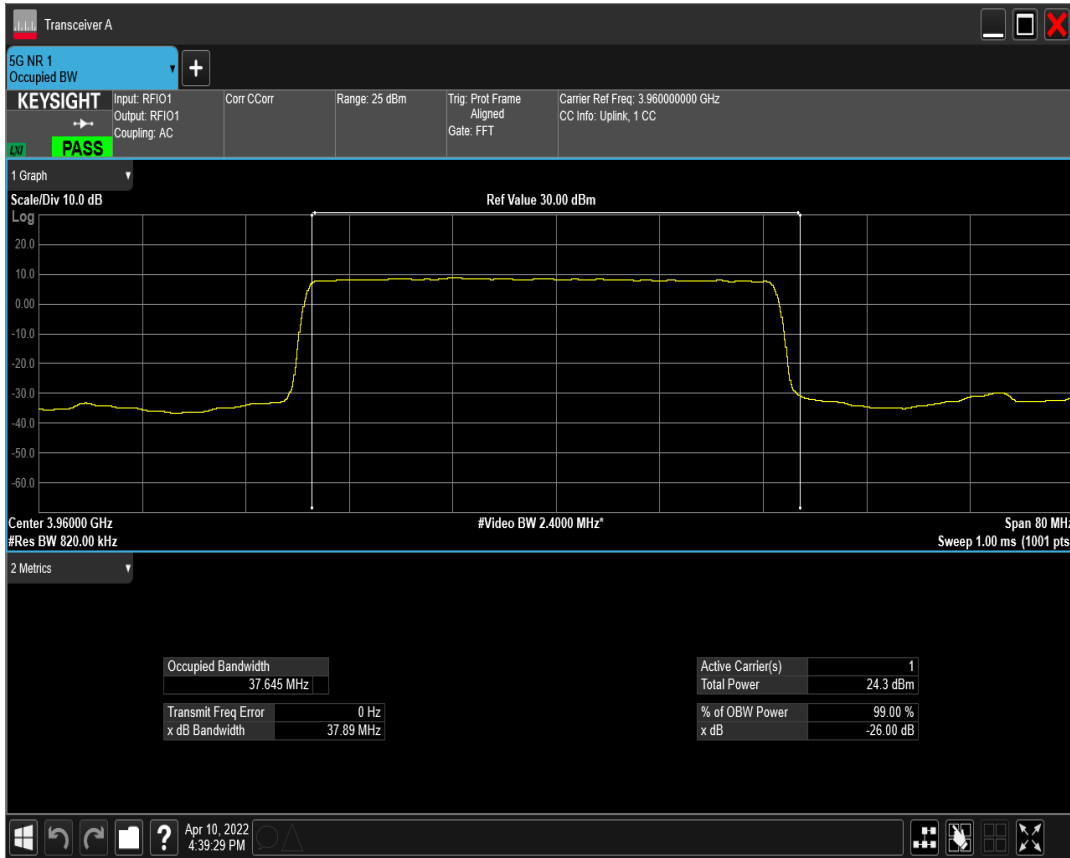 Transceiver A
5G NR 1
Occupied BW
KEYSIGHT
LXI
PASS
Input: RFIO1
Output: RFIO1
Coupling: AC
Corr CCorr
Range: 25 dBm
Trig: Prot Frame
Aligned
Gate: FFT
Carrier Ref Freq: 3.960000000 GHz
CC Info: Uplink, 1 CC
1 Graph
Scale/Div 10.0 dB
Ref Value 30.00 dBm
Log
20.0
10.0
0.00
-10.0
-20.0
-30.0
-40.0
-50.0
-60.0
Center 3.96000 GHz
#Video BW 2.4000 MHz*
Span 80 MHz
#Res BW 820.00 kHz
Sweep 1.00 ms (1001 pts
2 Metrics
Occupied Bandwidth
37.645 MHz
Transmit Freq Error 0 Hz
x dB Bandwidth 37.89 MHz
Active Carrier(s) 1
Total Power 24.3 dBm
% of OBW Power 99.00 %
x dB -26.00 dB
?
Apr 10, 2022
4:39:29 PM